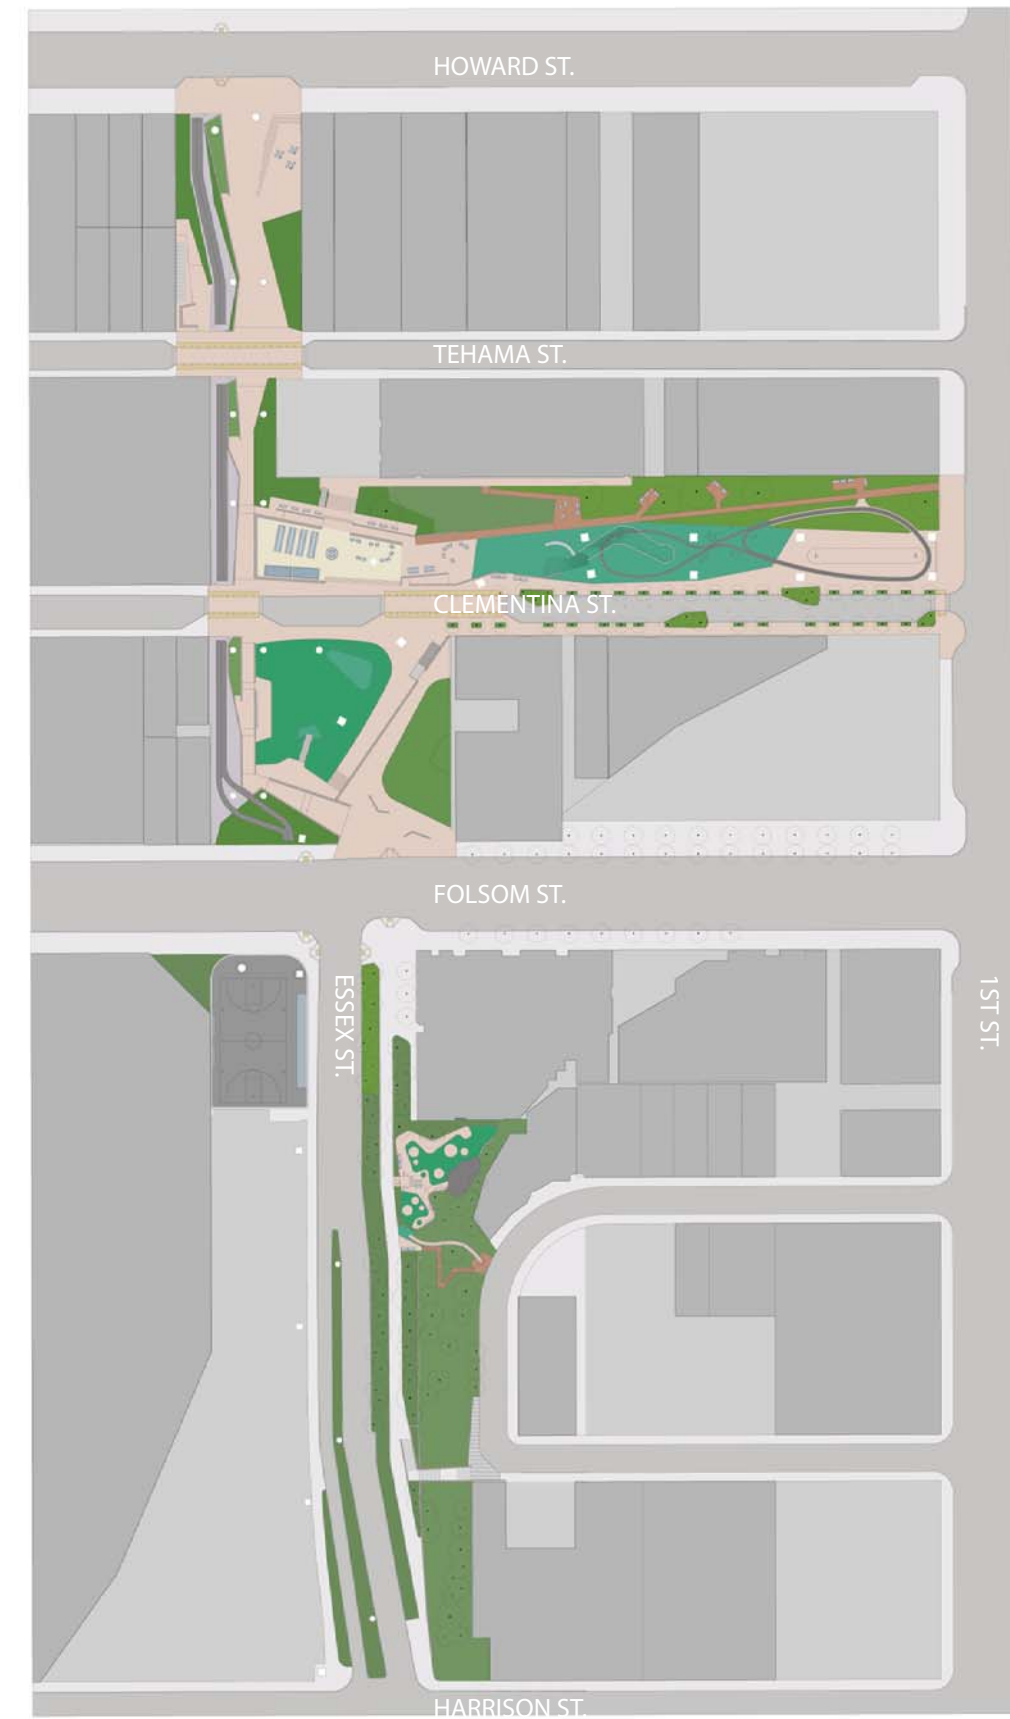 HOWARD ST.
TEHAMA ST.
CLEMENTINA ST.
FOLSOM ST.
ESSEX ST.
1ST ST.
HARRISON ST.